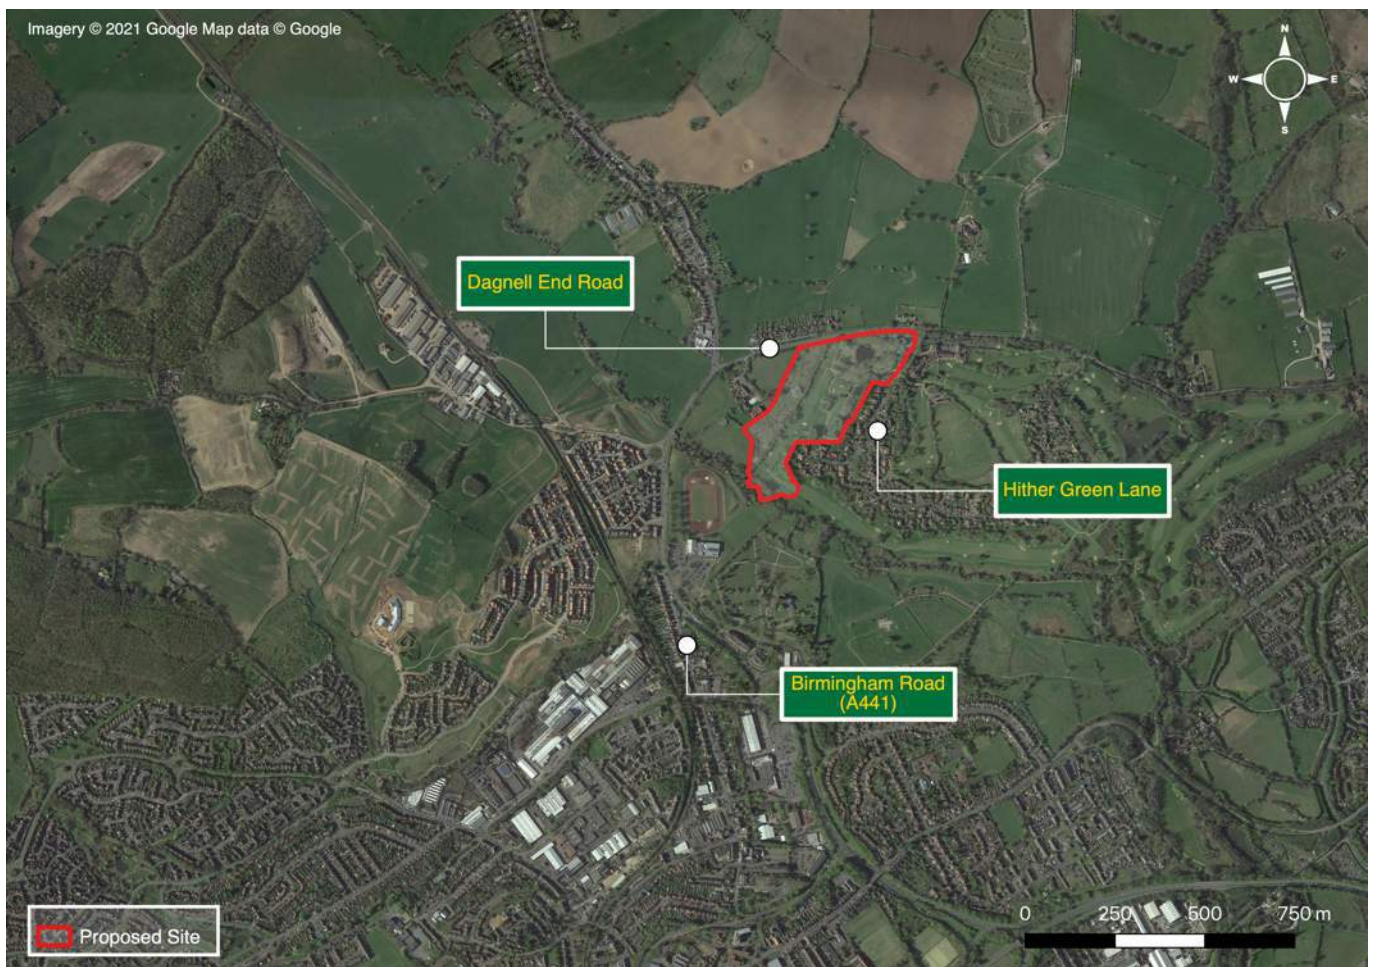 Imagery © 2021 Google Map data © Google
N
W E
S
Dagnell End Road
Hither Green Lane
Birmingham Road
(A441)
Proposed Site
0 250 500 750 m